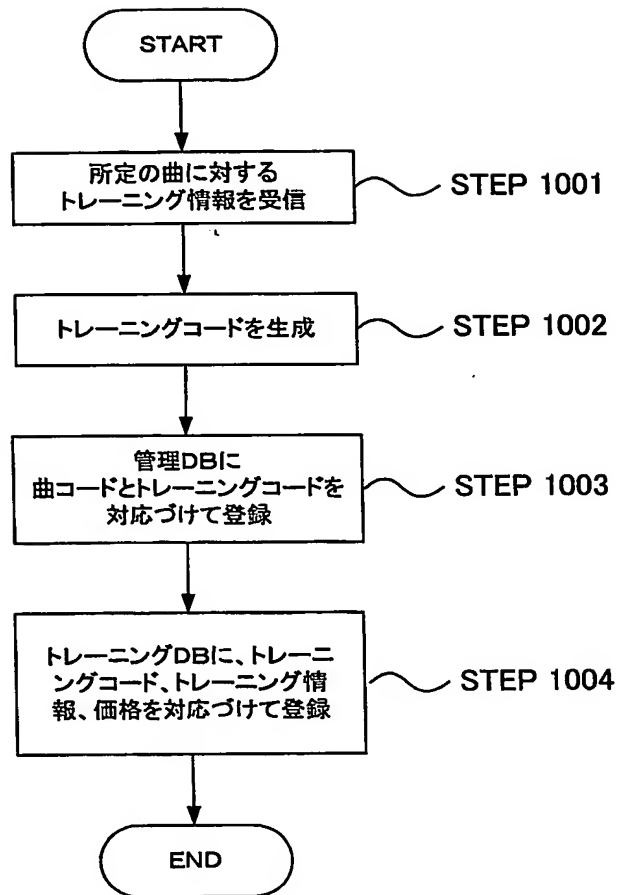 START
所定の曲に対する
トレーニング情報を受信
STEP 1001
トレーニングコードを生成
STEP 1002
管理DBに
曲コードとトレーニングコードを
対応づけて登録
STEP 1003
トレーニングDBに、トレーニ
ングコード、トレーニング情
報、価格を対応づけて登録
STEP 1004
END